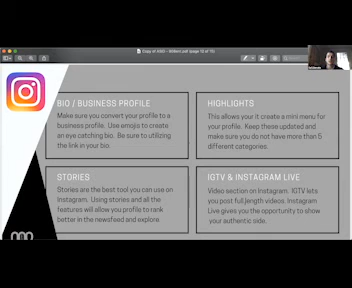 BIO / BUSINESS PROFILE
Make sure you convert your profile to a
business profile. Use emojis to create
an eye catching bio. Be sure to utilizing
the link in your bio.
HIGHLIGHTS
This allows your it create a mini menu for
your profile. Keep these updated and
make sure you do not have more than 5
different categories.
STORIES
Stories are the best tool you can use on
Instagram. Using stories and all the
features will allow you profile to rank
better in the newsfeed and explore.
IGTV & INSTAGRAM LIVE
Video section on Instagram. IGTV lets
you post full length videos. Instagram
Live gives you the opportunity to show
your authentic side.